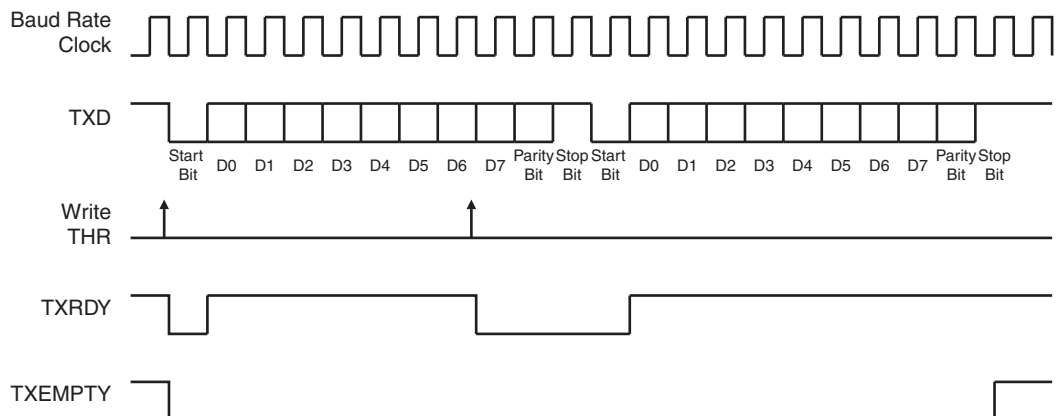 Baud Rate
Clock
TXD
Start
Bit
D0
D1
D2
D3
D4
D5
D6
D7
Parity
Bit
Stop
Bit
Start
Bit
D0
D1
D2
D3
D4
D5
D6
D7
Parity
Bit
Stop
Bit
Write
THR
TXRDY
TXEMPTY